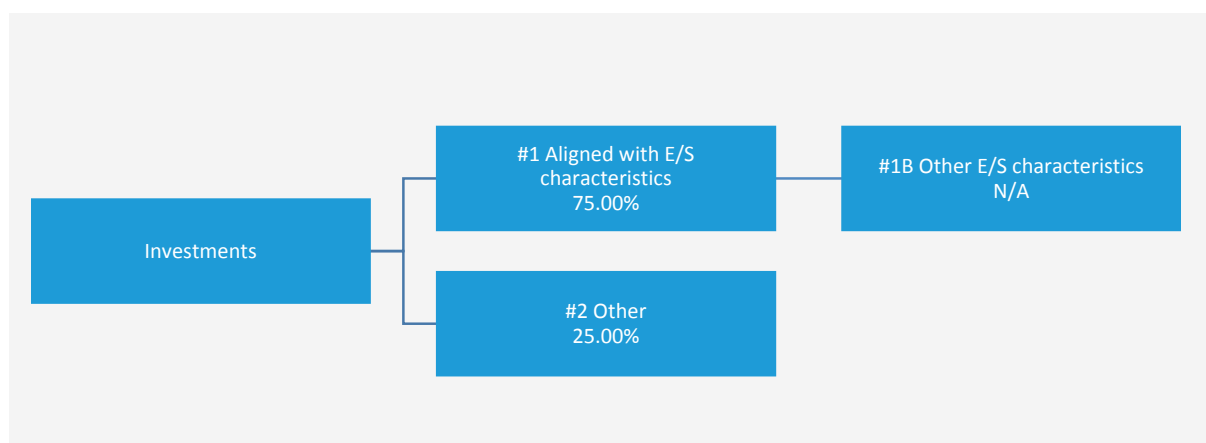 Investments
#1 Aligned with E/S
characteristics
75.00%
#1B Other E/S characteristics
N/A
#2 Other
25.00%